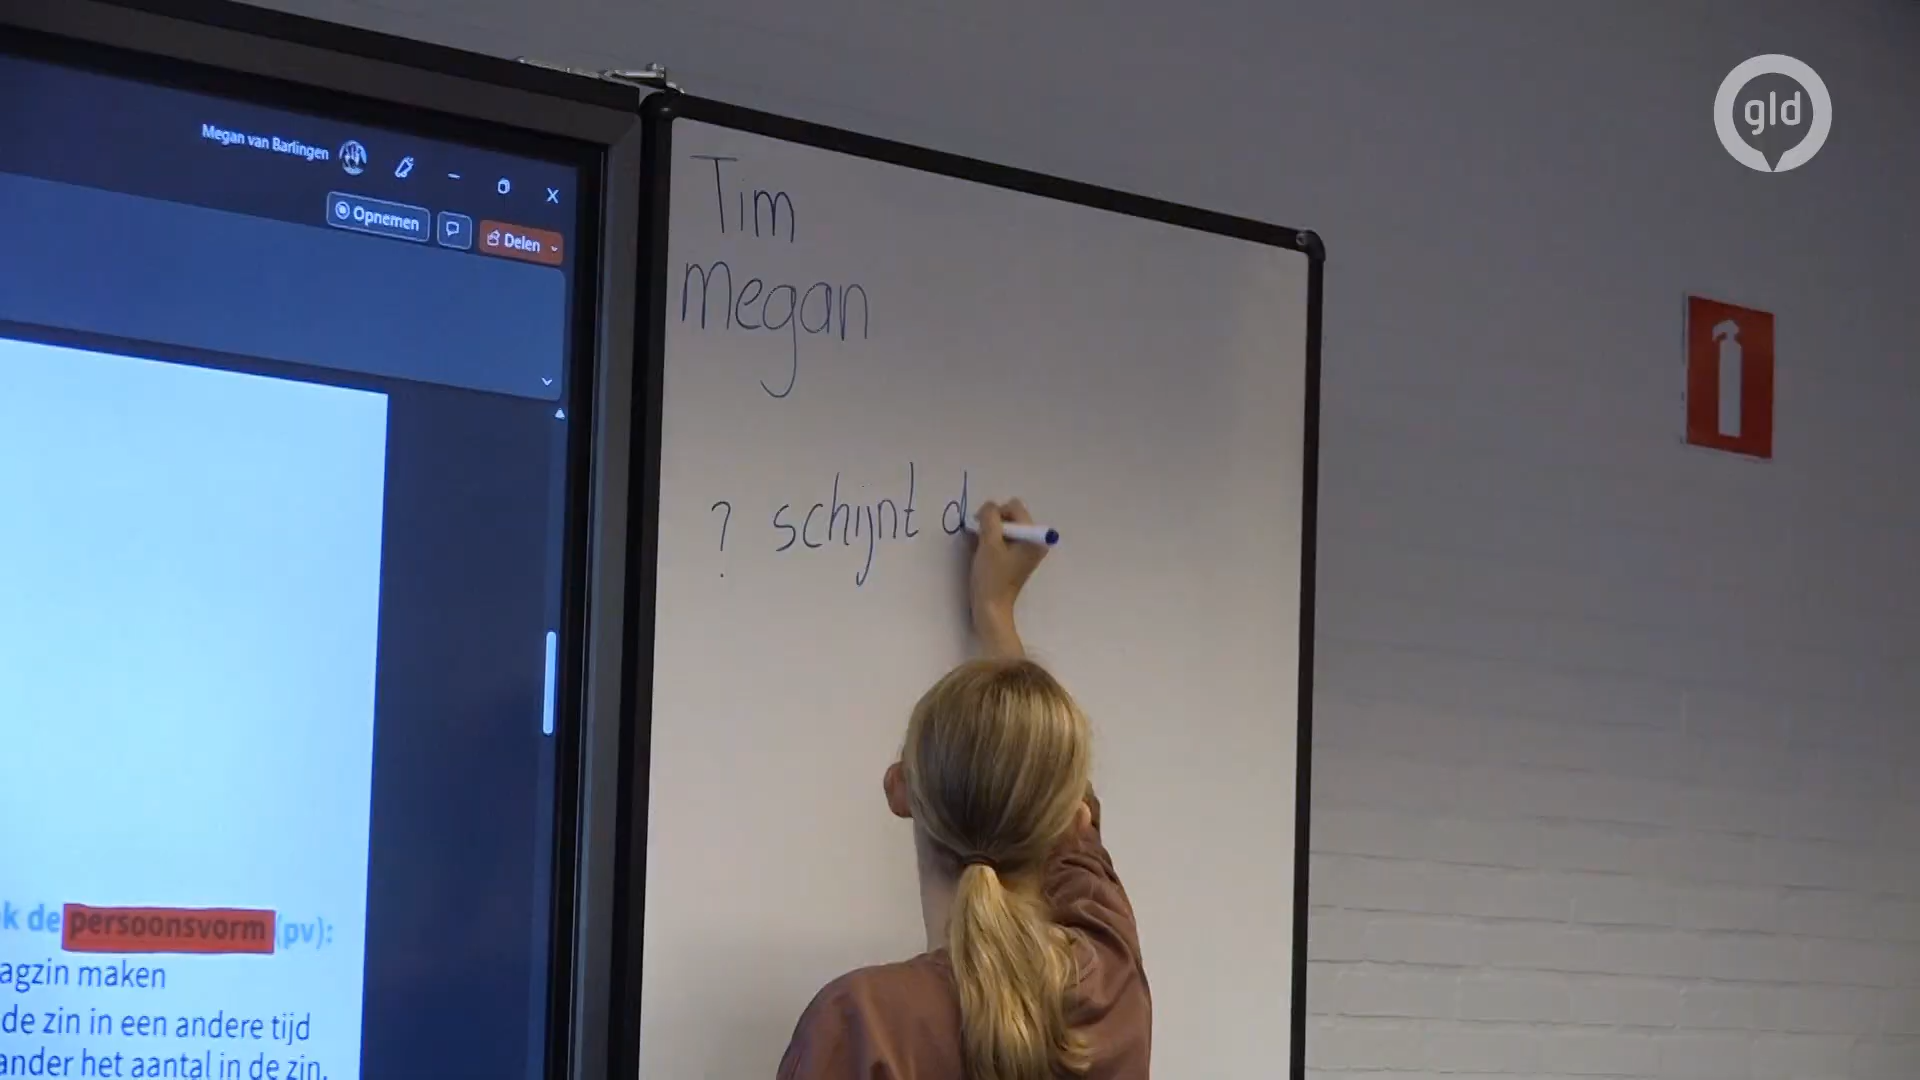 gld
Megan van Barlingen
Opnemen
Delen
Tim
Megan
? schijnt d
k de persoonsvorm (pv):
agzin maken
de zin in een andere tijd
ander het aantal in de zin.